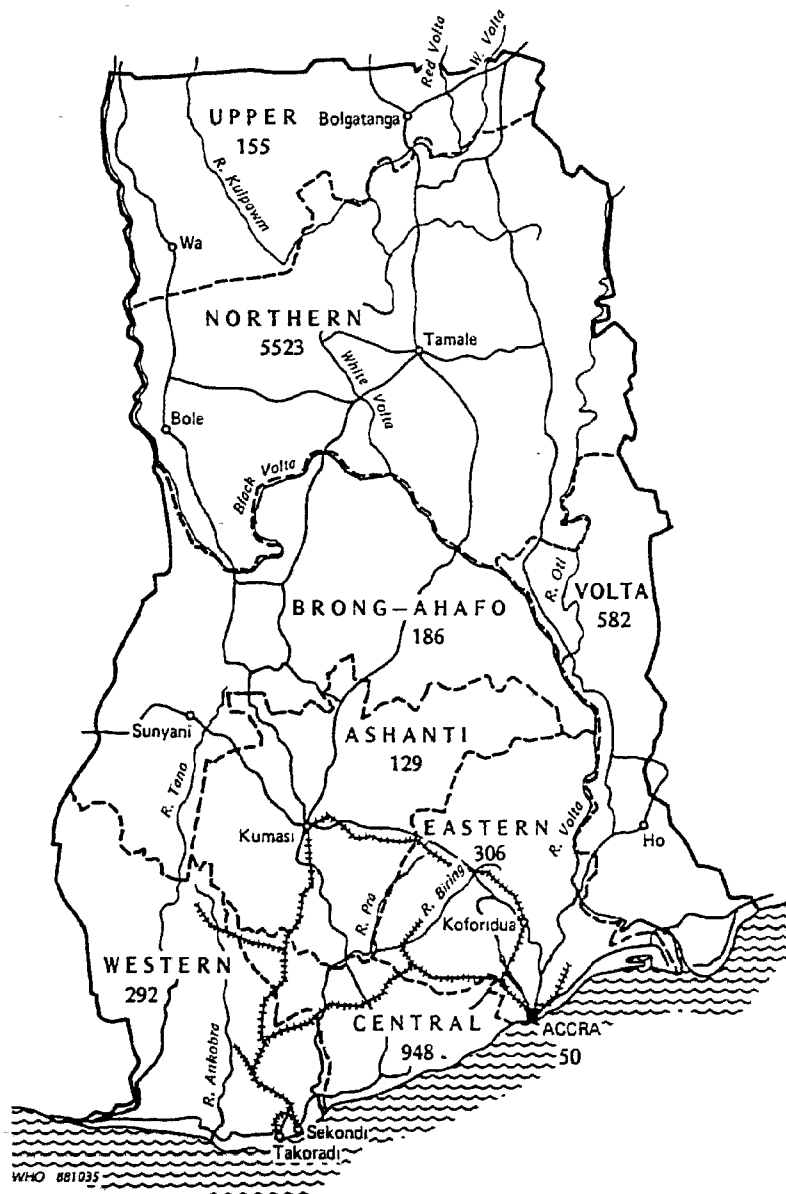 Red Volta
W. Volta
UPPER
155
Bolgatanga
R. Kulpawm
Wa
NORTHERN
5523
Tamale
White Volta
Bole
Black Volta
R. Oti
VOLTA
582
BRONG—AHAFO
186
Sunyani
ASHANTI
129
R. Tano
Kumasi
EASTERN
306
R. Volta
Ho
R. Pra
R. Biring
Koforidua
WESTERN
292
CENTRAL
948
ACCRA
50
R. Ankobra
Sekondi
Takoradi
WHO 881035